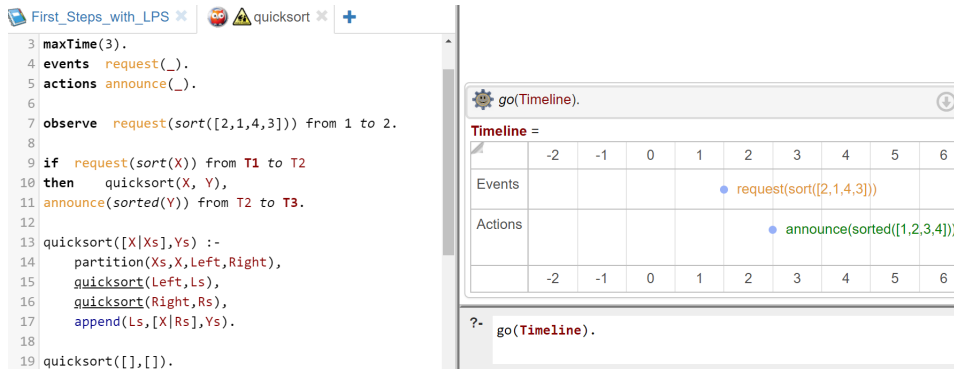 First_Steps_with_LPS
quicksort
3 maxTime(3).
4 events request(_).
5 actions announce(_).
6
7 observe request(sort([2,1,4,3])) from 1 to 2.
8
9 if request(sort(X)) from T1 to T2
10 then quicksort(X, Y),
11 announce(sorted(Y)) from T2 to T3.
12
13 quicksort([X|Xs],Ys) :-
14 partition(Xs,X,Left,Right),
15 quicksort(Left,Ls),
16 quicksort(Right,Rs),
17 append(Ls,[X|Rs],Ys).
18
19 quicksort([],[]).
go(Timeline).
Timeline =
-2 -1 0 1 2 3 4 5 6
Events request(sort([2,1,4,3]))
Actions announce(sorted([1,2,3,4]))
-2 -1 0 1 2 3 4 5 6
?- go(Timeline).